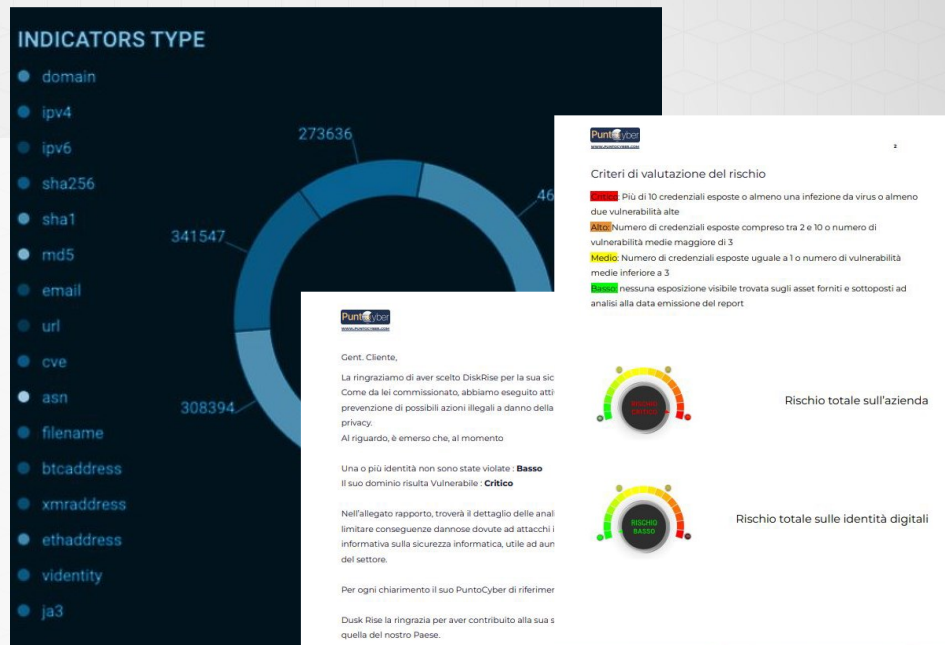 INDICATORS TYPE
domain
ipv4
ipv6
sha256
sha1
md5
email
url
cve
asn
filename
btcaddress
xmraddress
ethaddress
videntity
ja3
273636
46
341547
308394
WWW.PUNTOCYBER.COM
Gent. Cliente,
La ringraziamo di aver scelto DiskRise per la sua sic
Come da lei commissionato, abbiamo eseguito atti
prevenzione di possibili azioni illegali a danno della
privacy.
Al riguardo, è emerso che, al momento
Una o più identità non sono state violate : Basso
Il suo dominio risulta Vulnerabile : Critico
Nell'allegato rapporto, troverà il dettaglio delle anal
limitare conseguenze dannose dovute ad attacchi i
informativa sulla sicurezza informatica, utile ad aun
del settore.
Per ogni chiarimento il suo PuntoCyber di riferimer
Dusk Rise la ringrazia per aver contribuito alla sua s
quella del nostro Paese.
WWW.PUNTOCYBER.COM
2
Criteri di valutazione del rischio
Critico: Più di 10 credenziali esposte o almeno una infezione da virus o almeno
due vulnerabilità alte
Alto: Numero di credenziali esposte compreso tra 2 e 10 o numero di
vulnerabilità medie maggiore di 3
Medio: Numero di credenziali esposte uguale a 1 o numero di vulnerabilità
medie inferiore a 3
Basso: nessuna esposizione visibile trovata sugli asset forniti e sottoposti ad
analisi alla data emissione del report
RISCHIO
CRITICO
Rischio totale sull'azienda
RISCHIO
BASSO
Rischio totale sulle identità digitali